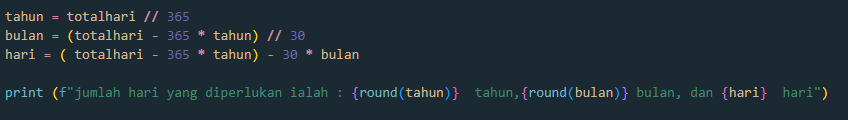 tahun = totalhari // 365
bulan = (totalhari - 365 * tahun) // 30
hari = ( totalhari - 365 * tahun) - 30 * bulan
print (f"jumlah hari yang diperlukan ialah : {round(tahun)}  tahun,{round(bulan)} bulan, dan {hari}  hari")